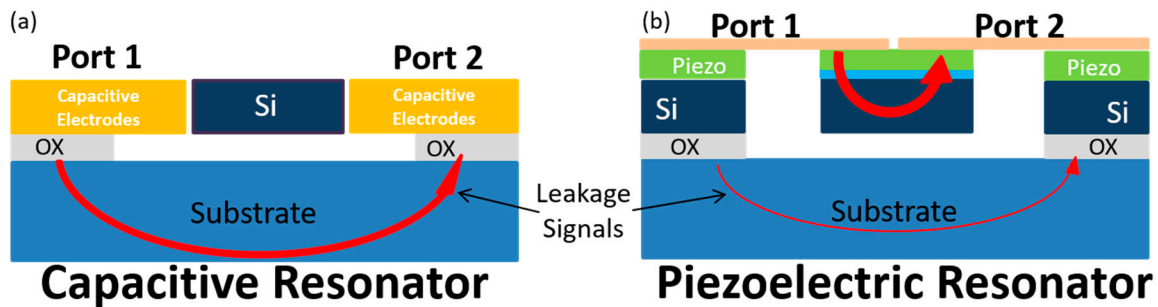 (a)
Port 1
Port 2
Capacitive
Electrodes
Si
Capacitive
Electrodes
OX
OX
Substrate
Capacitive Resonator
Leakage
Signals
(b)
Port 1
Port 2
Piezo
Piezo
Si
Si
OX
OX
Substrate
Piezoelectric Resonator